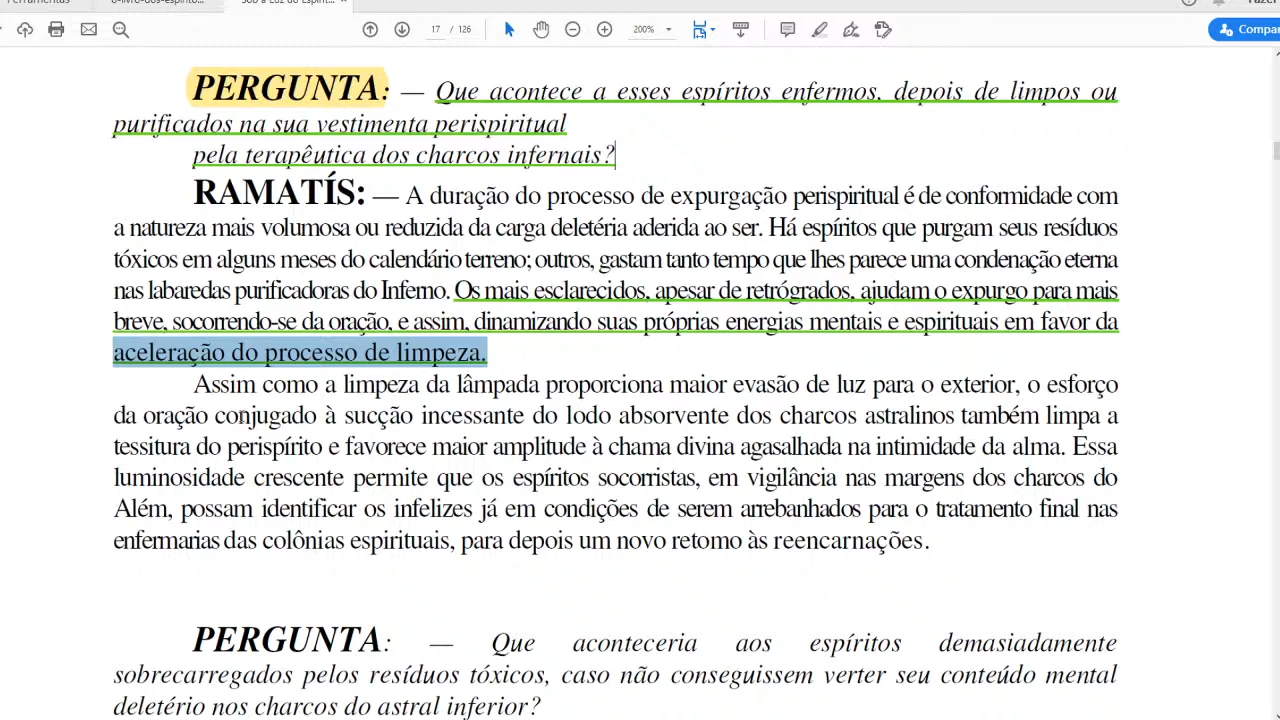 17 / 126
200%
Compar
PERGUNTA: — Que acontece a esses espíritos enfermos, depois de limpos ou
purificados na sua vestimenta perispiritual
pela terapêutica dos charcos infernais?
RAMATÍS: — A duração do processo de expurgação perispiritual é de conformidade com
a natureza mais volumosa ou reduzida da carga deletéria aderida ao ser. Há espíritos que purgam seus resíduos
tóxicos em alguns meses do calendário terreno; outros, gastam tanto tempo que lhes parece uma condenação eterna
nas labaredas purificadoras do Inferno. Os mais esclarecidos, apesar de retrógrados, ajudam o expurgo para mais
breve, socorrendo-se da oração, e assim, dinamizando suas próprias energias mentais e espirituais em favor da
aceleração do processo de limpeza.
Assim como a limpeza da lâmpada proporciona maior evasão de luz para o exterior, o esforço
da oração conjugado à sucção incessante do lodo absorvente dos charcos astralinos também limpa a
tessitura do perispírito e favorece maior amplitude à chama divina agasalhada na intimidade da alma. Essa
luminosidade crescente permite que os espíritos socorristas, em vigilância nas margens dos charcos do
Além, possam identificar os infelizes já em condições de serem arrebanhados para o tratamento final nas
enfermarias das colônias espirituais, para depois um novo retomo às reencarnações.
PERGUNTA: — Que aconteceria aos espíritos demasiadamente
sobrecarregados pelos resíduos tóxicos, caso não conseguissem verter seu conteúdo mental
deletério nos charcos do astral inferior?